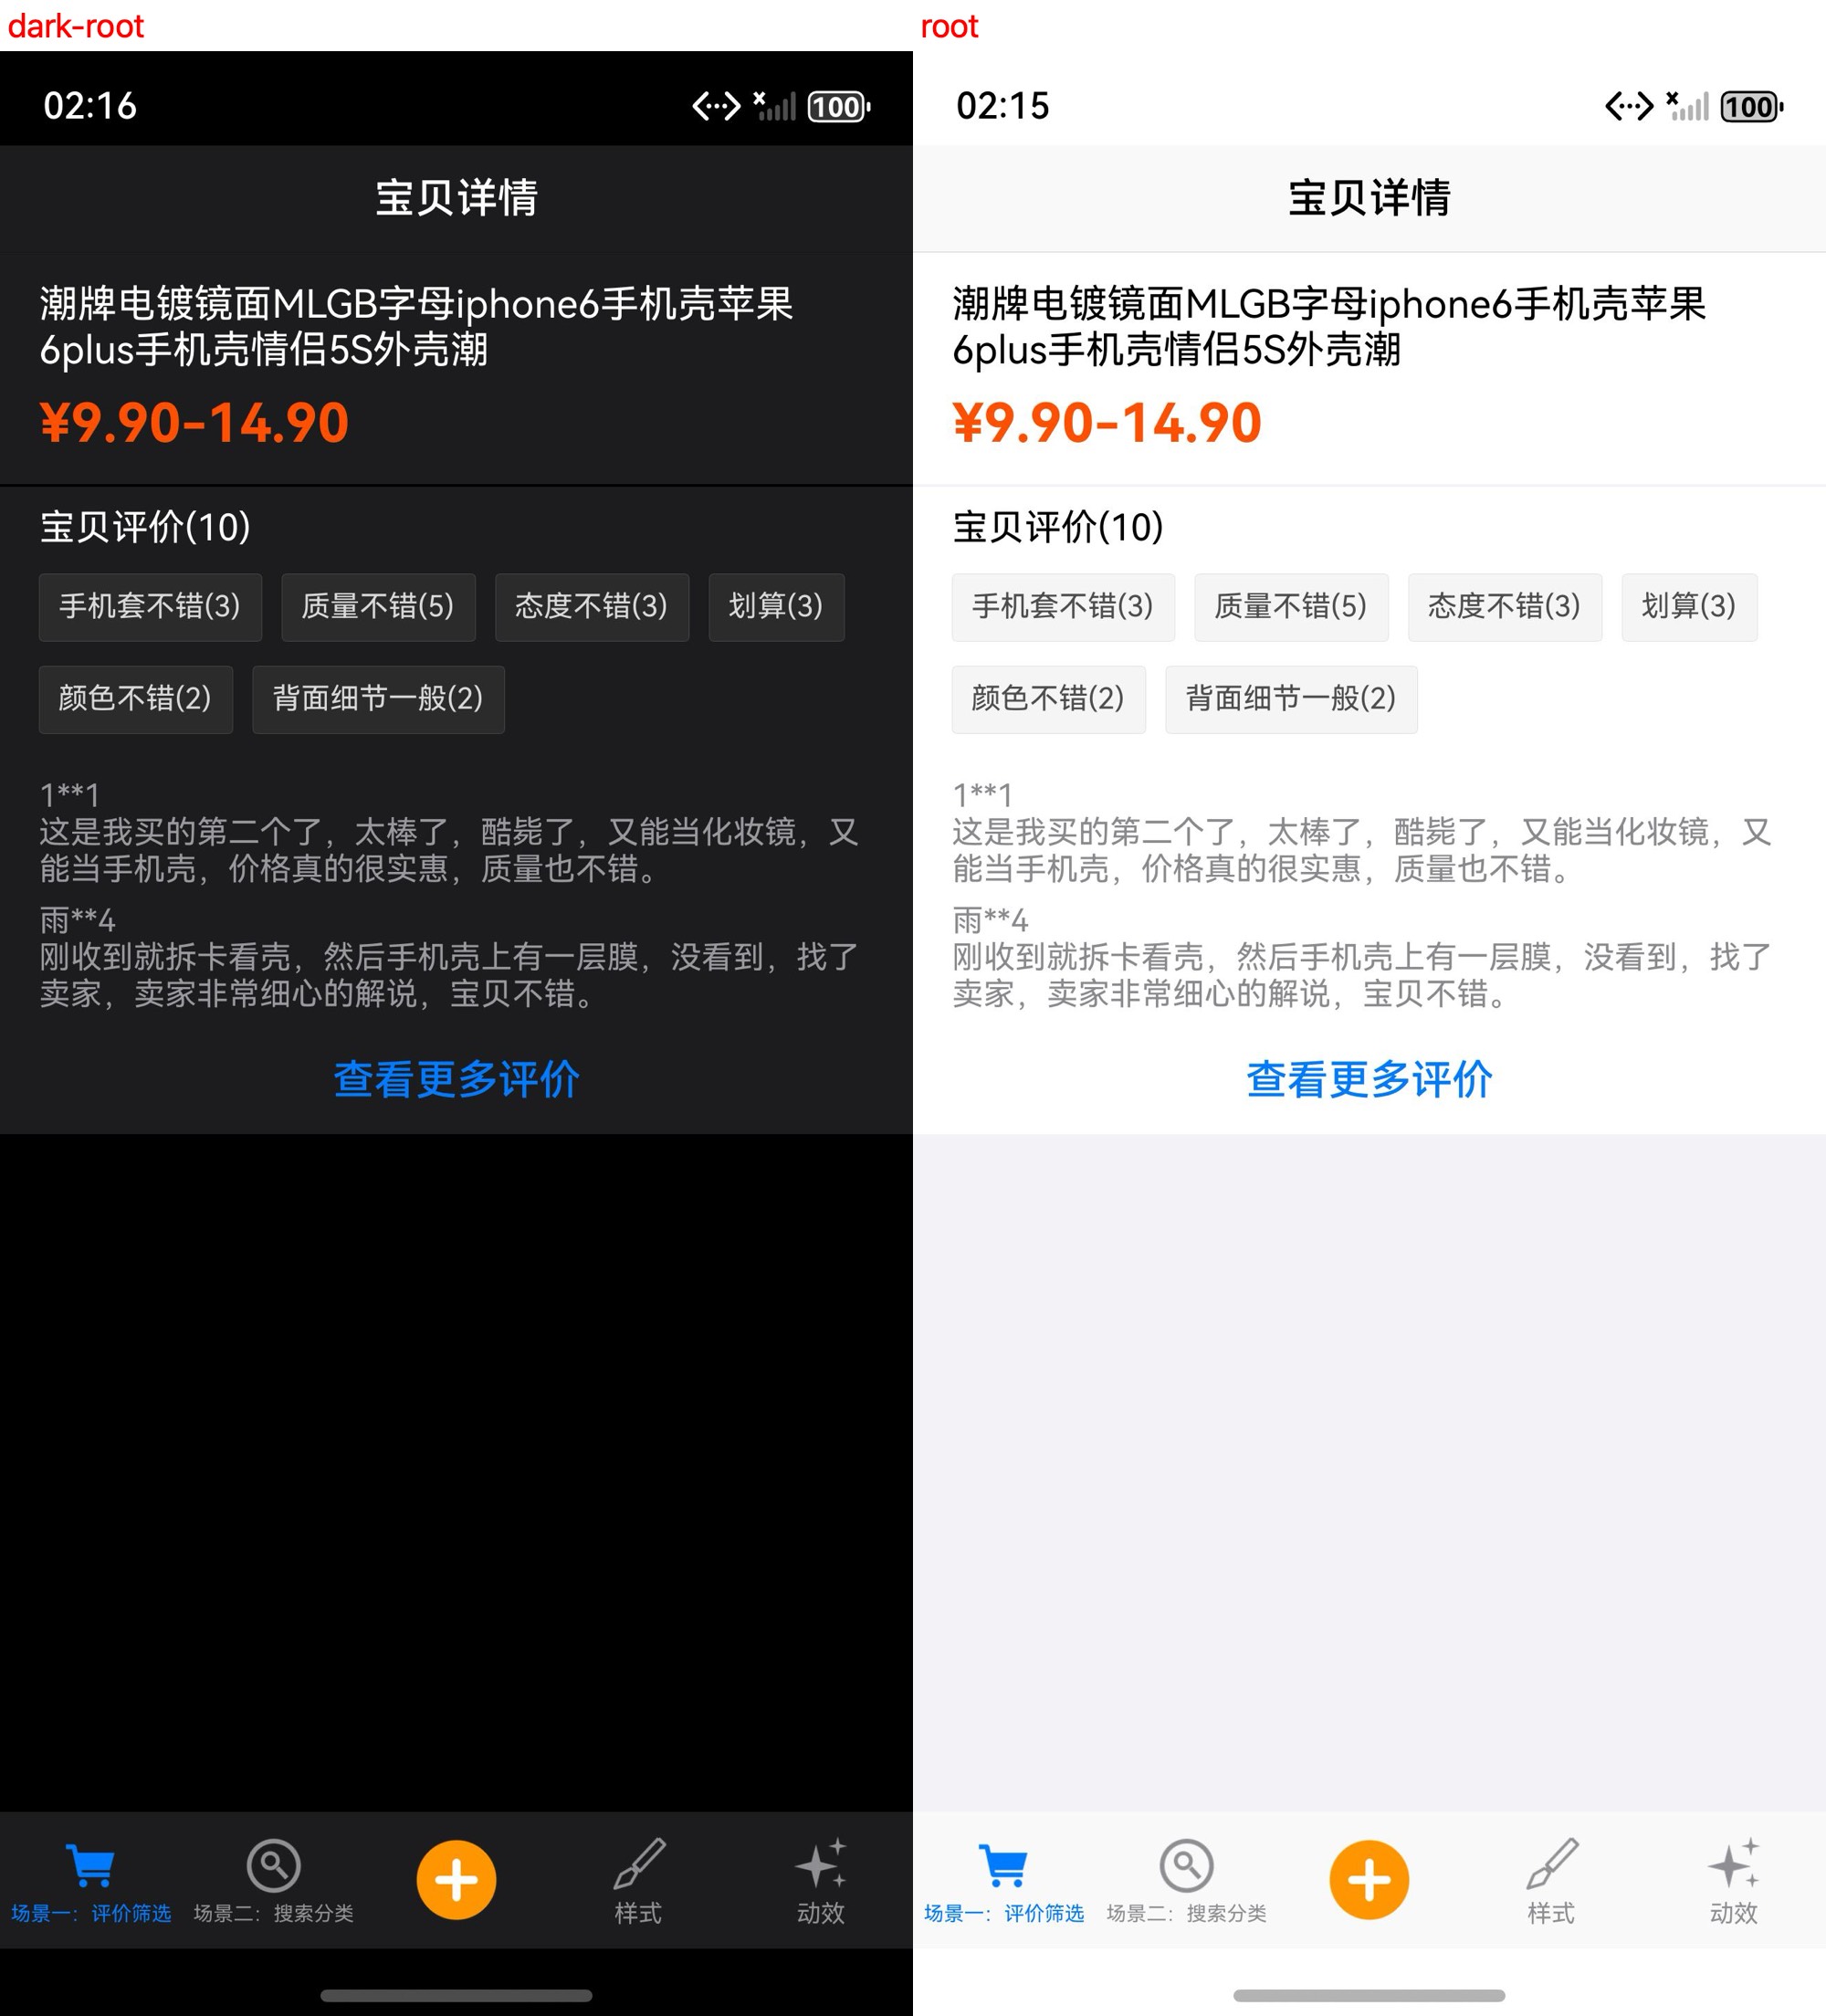 dark-root
02:16
100
宝贝详情
潮牌电镀镜面MLGB字母iphone6手机壳苹果
6plus手机壳情侣5S外壳潮
¥9.90-14.90
宝贝评价(10)
手机套不错(3) 质量不错(5) 态度不错(3) 划算(3)
颜色不错(2) 背面细节一般(2)
1**1
这是我买的第二个了，太棒了，酷毙了，又能当化妆镜，又
能当手机壳，价格真的很实惠，质量也不错。
雨**4
刚收到就拆卡看壳，然后手机壳上有一层膜，没看到，找了
卖家，卖家非常细心的解说，宝贝不错。
查看更多评价
场景一：评价筛选 场景二：搜索分类 样式 动效
root
02:15
100
宝贝详情
潮牌电镀镜面MLGB字母iphone6手机壳苹果
6plus手机壳情侣5S外壳潮
¥9.90-14.90
宝贝评价(10)
手机套不错(3) 质量不错(5) 态度不错(3) 划算(3)
颜色不错(2) 背面细节一般(2)
1**1
这是我买的第二个了，太棒了，酷毙了，又能当化妆镜，又
能当手机壳，价格真的很实惠，质量也不错。
雨**4
刚收到就拆卡看壳，然后手机壳上有一层膜，没看到，找了
卖家，卖家非常细心的解说，宝贝不错。
查看更多评价
场景一：评价筛选 场景二：搜索分类 样式 动效